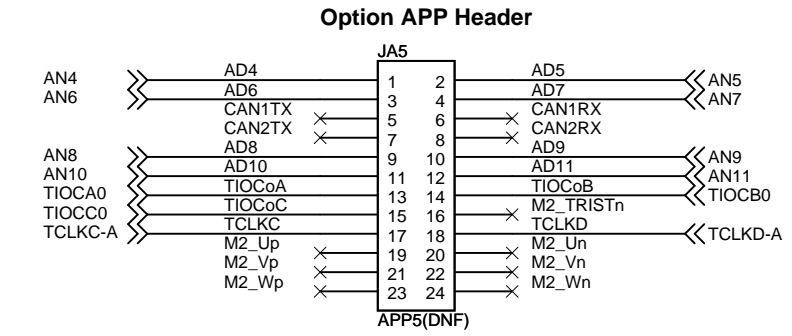 Option APP Header
JA5
AN4 AD4 1 2 AD5 AN5
AN6 AD6 3 4 AD7 AN7
CAN1TX 5 6 CAN1RX
CAN2TX 7 8 CAN2RX
AN8 AD8 9 10 AD9 AN9
AN10 AD10 11 12 AD11 AN11
TIOCA0 TIOCoA 13 14 TIOCoB TIOCB0
TIOCC0 TIOCoC 15 16 M2_TRISTn
TCLKC-A TCLKC 17 18 TCLKD TCLKD-A
M2_Up 19 20 M2_Un
M2_Vp 21 22 M2_Vn
M2_Wp 23 24 M2_Wn
APP5(DNF)